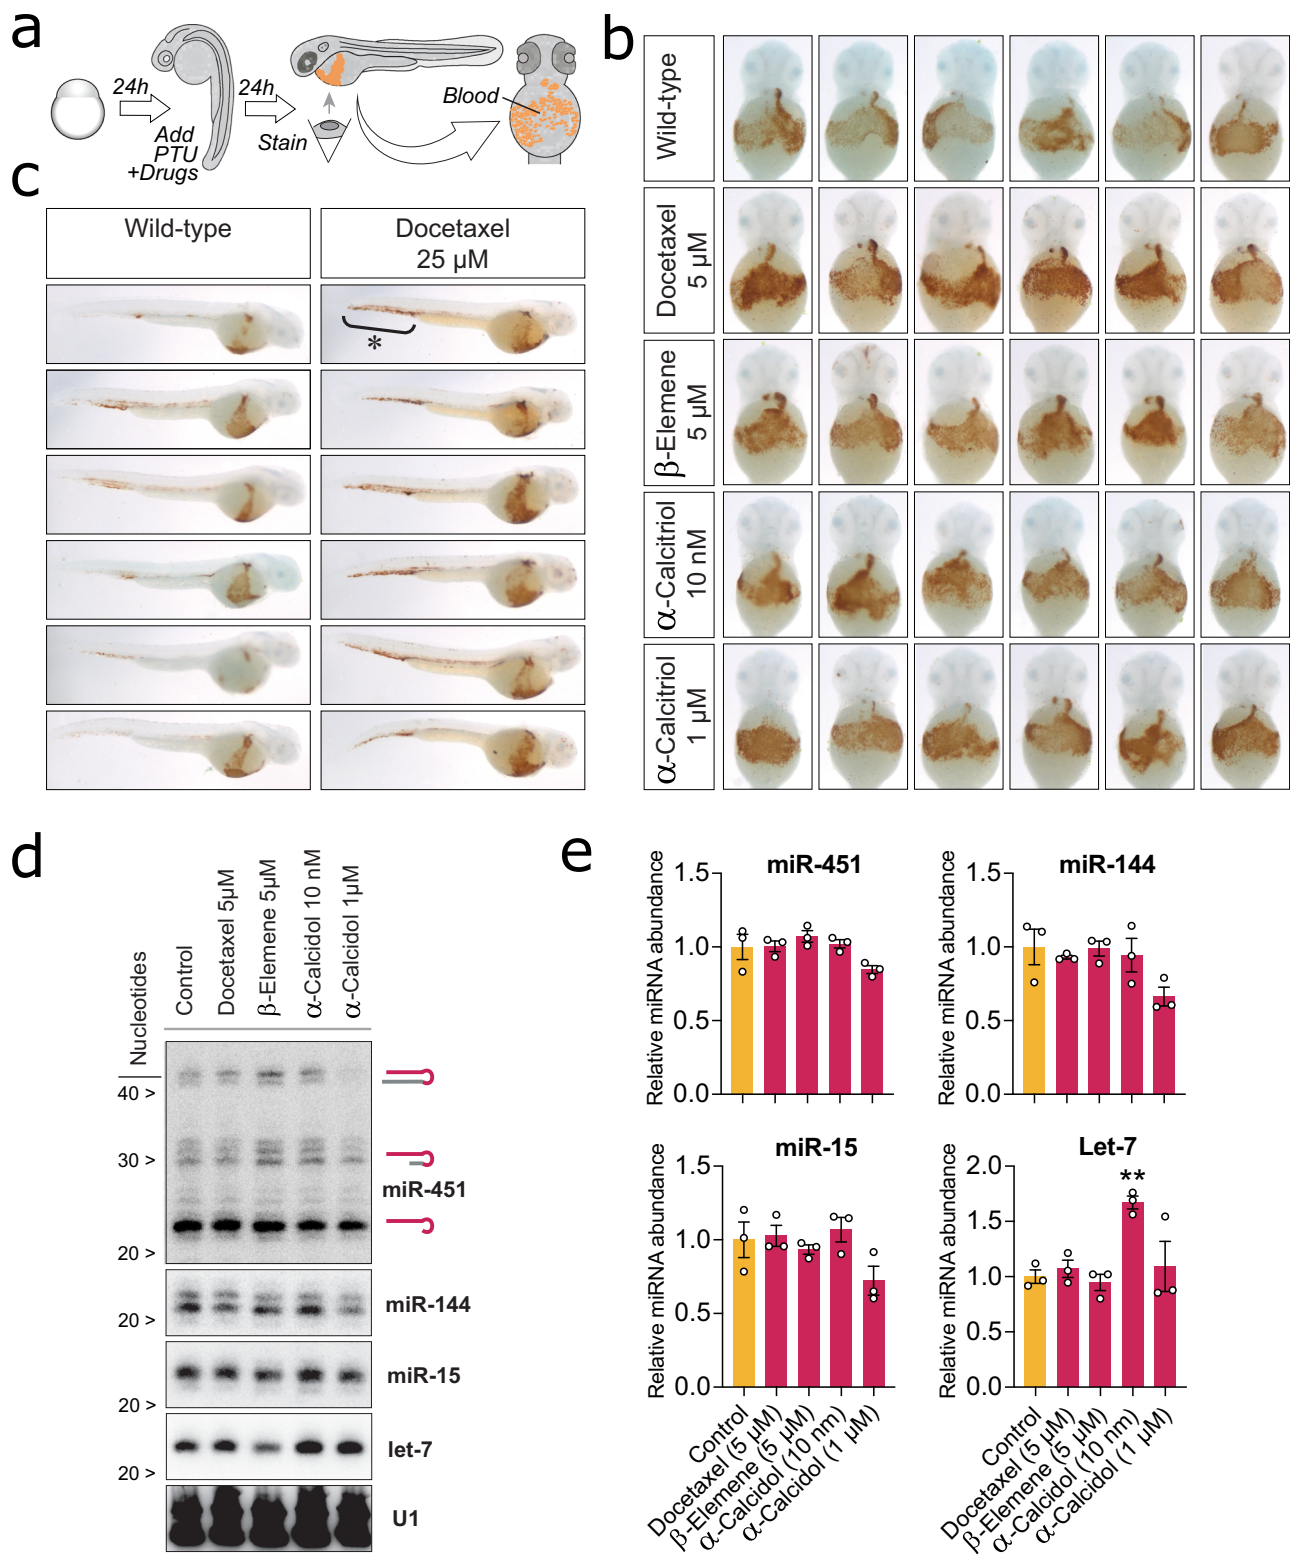 a
24h
24h
Add
PTU
+Drugs
Stain
Blood
b
Wild-type
Docetaxel
5 µM
β-Elemene
5 µM
α-Calcitriol
10 nM
α-Calcitriol
1 µM
c
Wild-type
Docetaxel
25 µM
*
d
Nucleotides
Control
Docetaxel 5µM
β-Elemene 5µM
α-Calcidol 10 nM
α-Calcidol 1µM
40 >
30 >
miR-451
20 >
miR-144
20 >
miR-15
20 >
let-7
20 >
U1
e
miR-451
Relative miRNA abundance
1.5
1.0
0.5
0.0
miR-144
Relative miRNA abundance
1.5
1.0
0.5
0.0
miR-15
Relative miRNA abundance
1.5
1.0
0.5
0.0
Control
Docetaxel (5 µM)
β-Elemene (5 µM)
α-Calcidol (10 nm)
α-Calcidol (1 µM)
Let-7
Relative miRNA abundance
2.0
1.5
1.0
0.5
0.0
**
Control
Docetaxel (5 µM)
β-Elemene (5 µM)
α-Calcidol (10 nm)
α-Calcidol (1 µM)